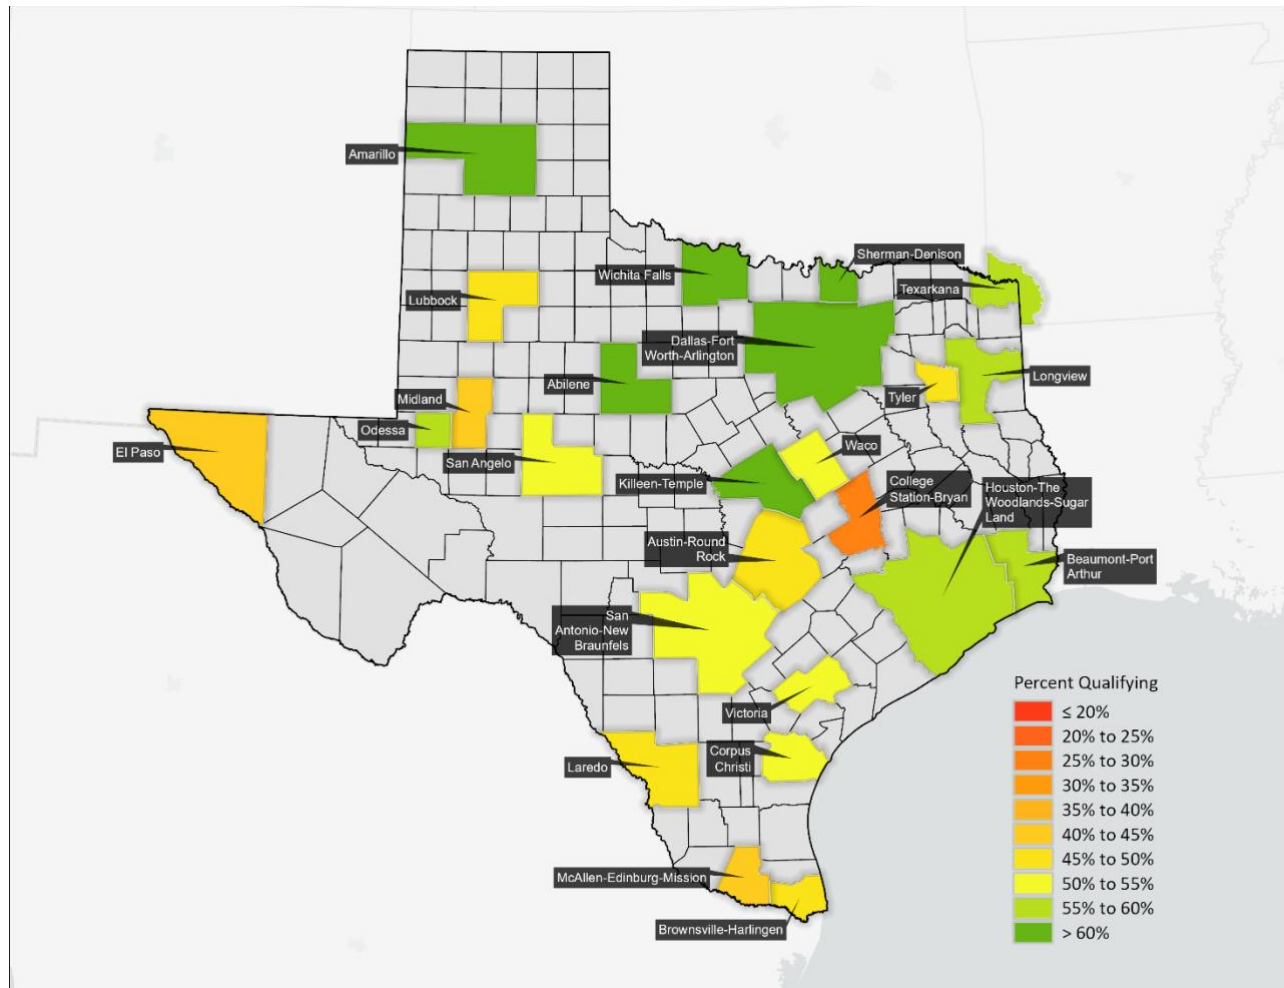 Amarillo
Sherman-Denison
Wichita Falls
Texarkana
Lubbock
Dallas-Fort
Worth-Arlington
Longview
Abilene
Midland
Tyler
Odessa
El Paso
San Angelo
Waco
Killeen-Temple
College
Station-Bryan
Houston-The
Woodlands-Sugar
Land
Austin-Round
Rock
Beaumont-Port
Arthur
San
Antonio-New
Braunfels
Victoria
Corpus
Christi
Laredo
McAllen-Edinburg-Mission
Brownsville-Harlingen
Percent Qualifying
≤ 20%
20% to 25%
25% to 30%
30% to 35%
35% to 40%
40% to 45%
45% to 50%
50% to 55%
55% to 60%
> 60%